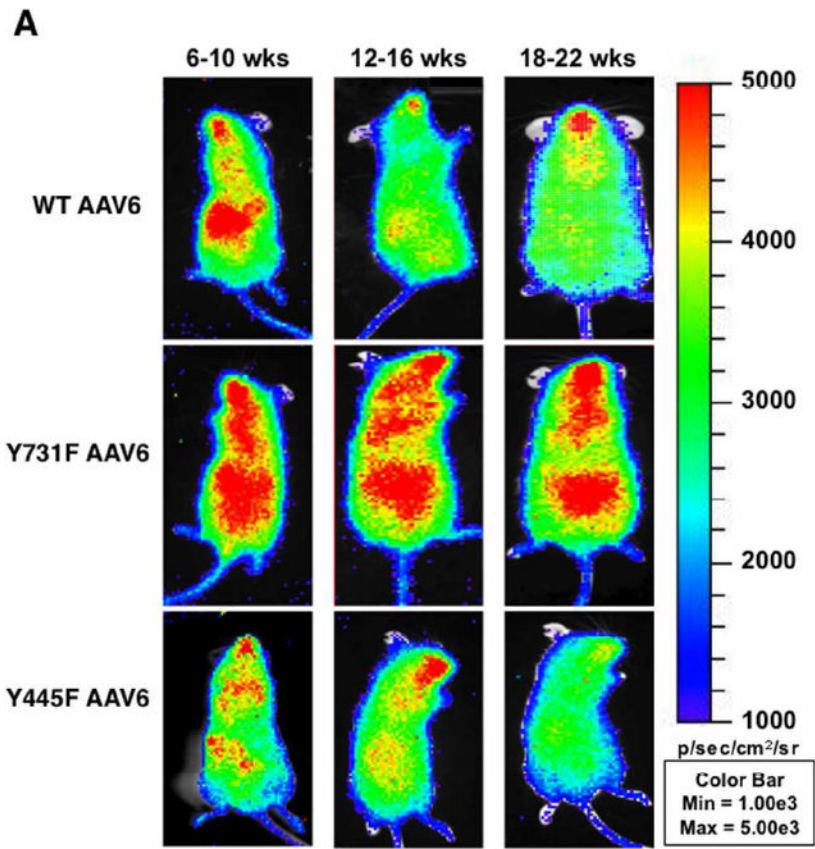 A
6-10 wks 12-16 wks 18-22 wks
WT AAV6
Y731F AAV6
Y445F AAV6
5000
4000
3000
2000
1000
p/sec/cm²/sr
Color Bar
Min = 1.00e3
Max = 5.00e3